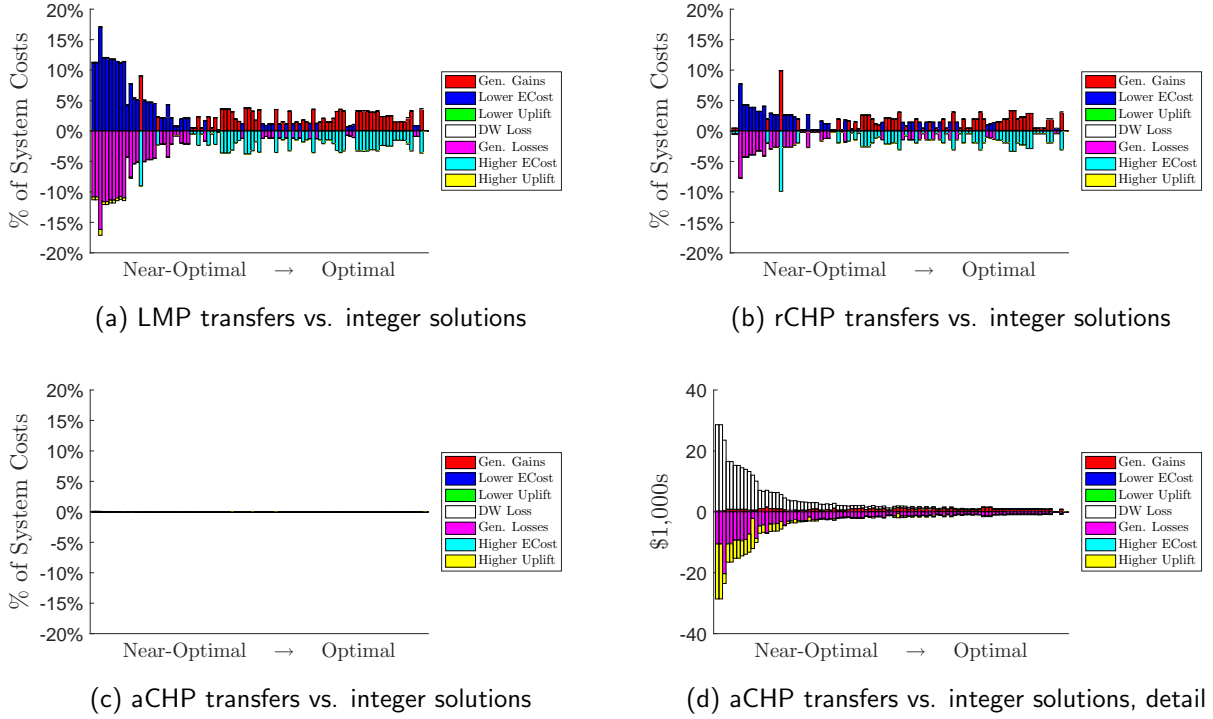 20%
15%
10%
5%
0%
-5%
-10%
-15%
-20%
% of System Costs
Near-Optimal → Optimal
Gen. Gains
Lower ECost
Lower Uplift
DW Loss
Gen. Losses
Higher ECost
Higher Uplift
(a) LMP transfers vs. integer solutions
20%
15%
10%
5%
0%
-5%
-10%
-15%
-20%
% of System Costs
Near-Optimal → Optimal
Gen. Gains
Lower ECost
Lower Uplift
DW Loss
Gen. Losses
Higher ECost
Higher Uplift
(b) rCHP transfers vs. integer solutions
20%
15%
10%
5%
0%
-5%
-10%
-15%
-20%
% of System Costs
Near-Optimal → Optimal
Gen. Gains
Lower ECost
Lower Uplift
DW Loss
Gen. Losses
Higher ECost
Higher Uplift
(c) aCHP transfers vs. integer solutions
40
20
0
-20
-40
$1,000s
Near-Optimal → Optimal
Gen. Gains
Lower ECost
Lower Uplift
DW Loss
Gen. Losses
Higher ECost
Higher Uplift
(d) aCHP transfers vs. integer solutions, detail